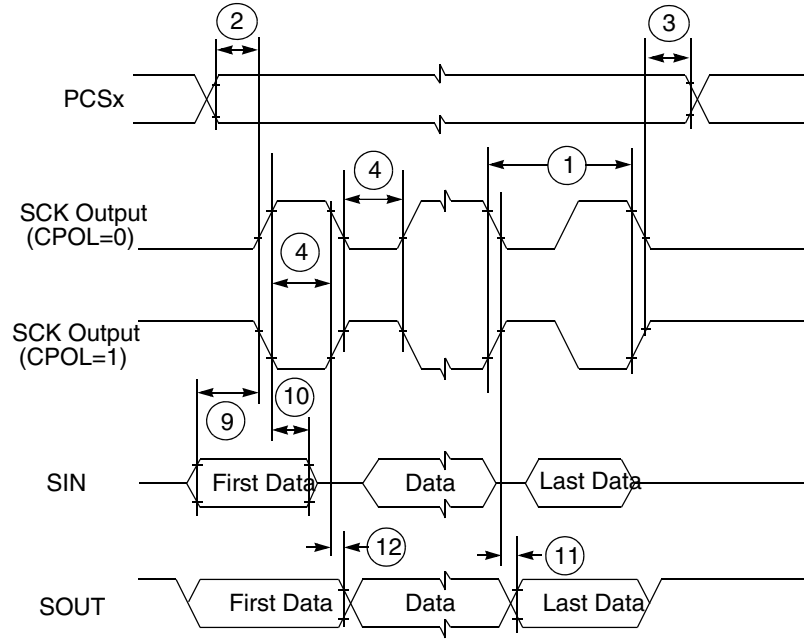 2
3
PCSx
4
1
SCK Output
(CPOL=0)
4
SCK Output
(CPOL=1)
9
10
SIN
First Data
Data
Last Data
12
11
SOUT
First Data
Data
Last Data